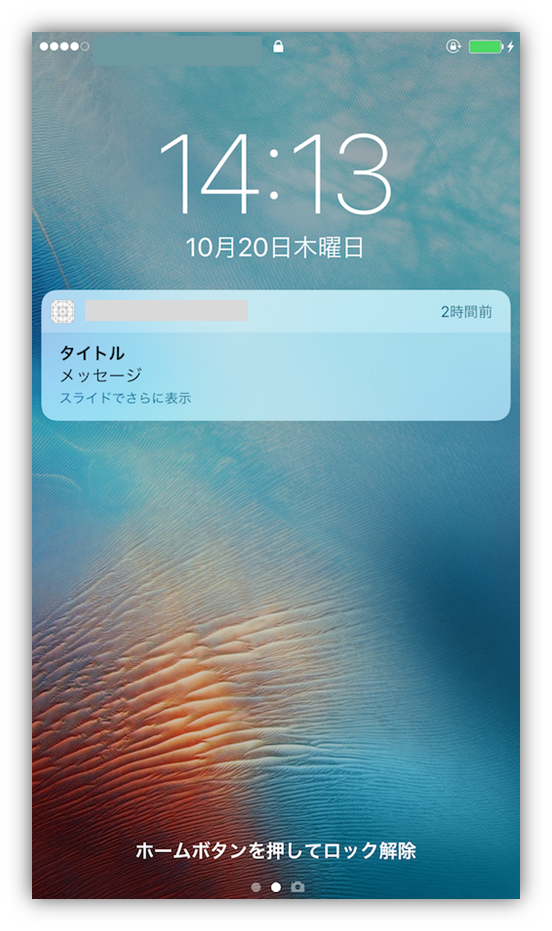 14:13
10月20日木曜日
2時間前
タイトル
メッセージ
スライドでさらに表示
ホームボタンを押してロック解除